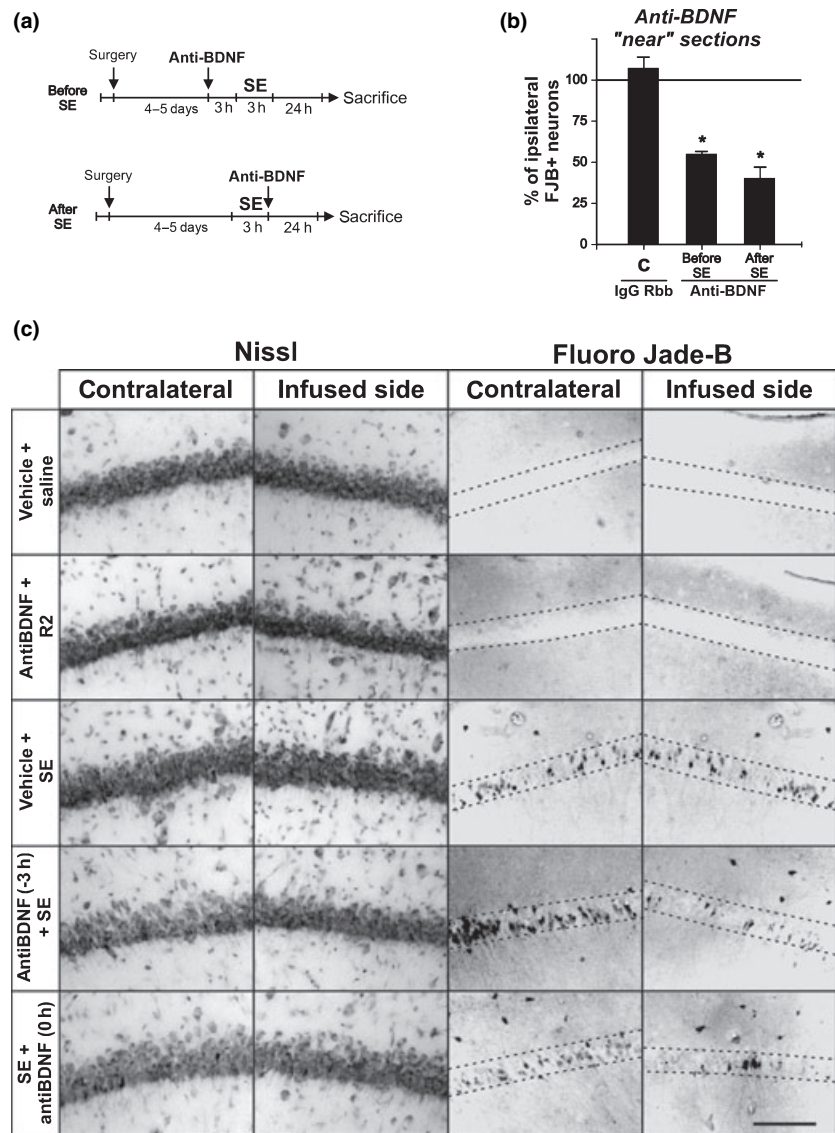 (a)
Surgery
Anti-BDNF
Before
SE
SE
4–5 days
3 h
3 h
24 h
Sacrifice
Surgery
Anti-BDNF
After
SE
SE
4–5 days
3 h
24 h
Sacrifice
(b)
Anti-BDNF
"near" sections
% of ipsilateral
FJB+ neurons
100
75
50
25
0
*
*
C
Before
SE
After
SE
IgG Rbb
Anti-BDNF
(c)
Nissl
Fluoro Jade-B
Contralateral
Infused side
Contralateral
Infused side
Vehicle +
saline
AntiBDNF +
R2
Vehicle +
SE
AntiBDNF (-3 h)
+ SE
SE +
antiBDNF (0 h)